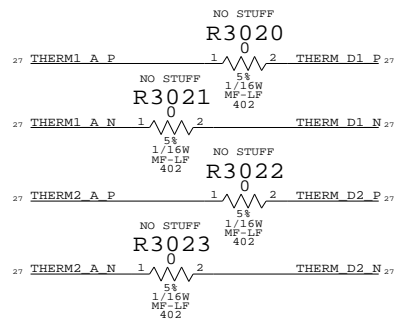 NO STUFF
R3020
0
27 THERM1_A_P 1 2 THERM_D1_P 27
5%
1/16W
MF-LF
402
NO STUFF
R3021
0
27 THERM1_A_N 1 2 THERM_D1_N 27
5%
1/16W
MF-LF
402
NO STUFF
R3022
0
27 THERM2_A_P 1 2 THERM_D2_P 27
5%
1/16W
MF-LF
402
NO STUFF
R3023
0
27 THERM2_A_N 1 2 THERM_D2_N 27
5%
1/16W
MF-LF
402